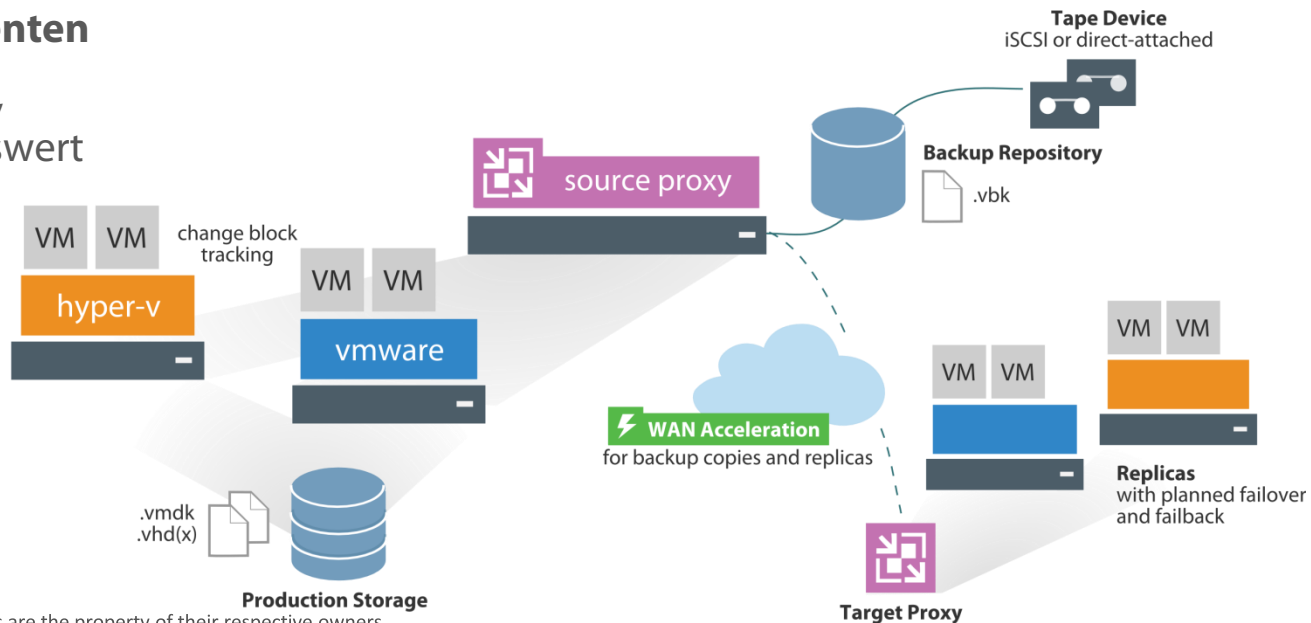 Tape Device
iSCSI or direct-attached
Backup Repository
.vbk
source proxy
VM VM
change block
tracking
hyper-v
VM VM
vmware
VM VM
VM VM
WAN Acceleration
for backup copies and replicas
Replicas
with planned failover
and failback
.vmdk
.vhd(x)
Production Storage
are the property of their respective owners
Target Proxy